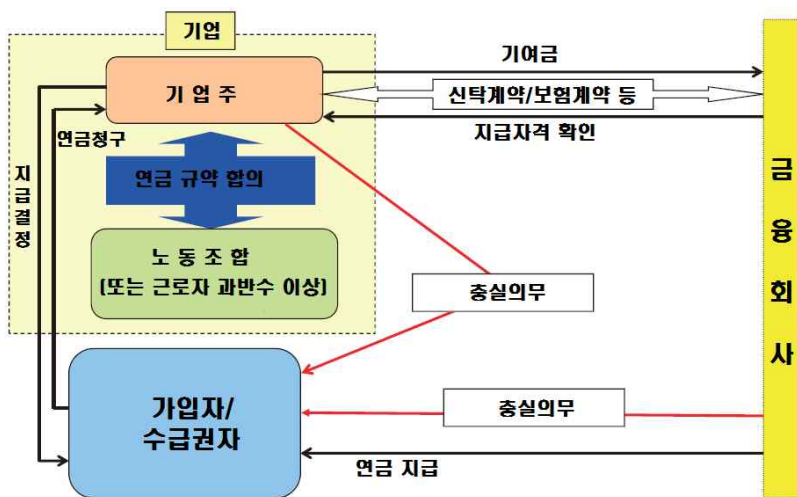 기업
기 업 주
기여금
신탁계약/보험계약 등
지급자격 확인
연금청구
지급결정
연금 규약 합의
노 동 조 합
(또는 근로자 과반수 이상)
금융회사
충실의무
가입자/
수급권자
충실의무
연금 지급